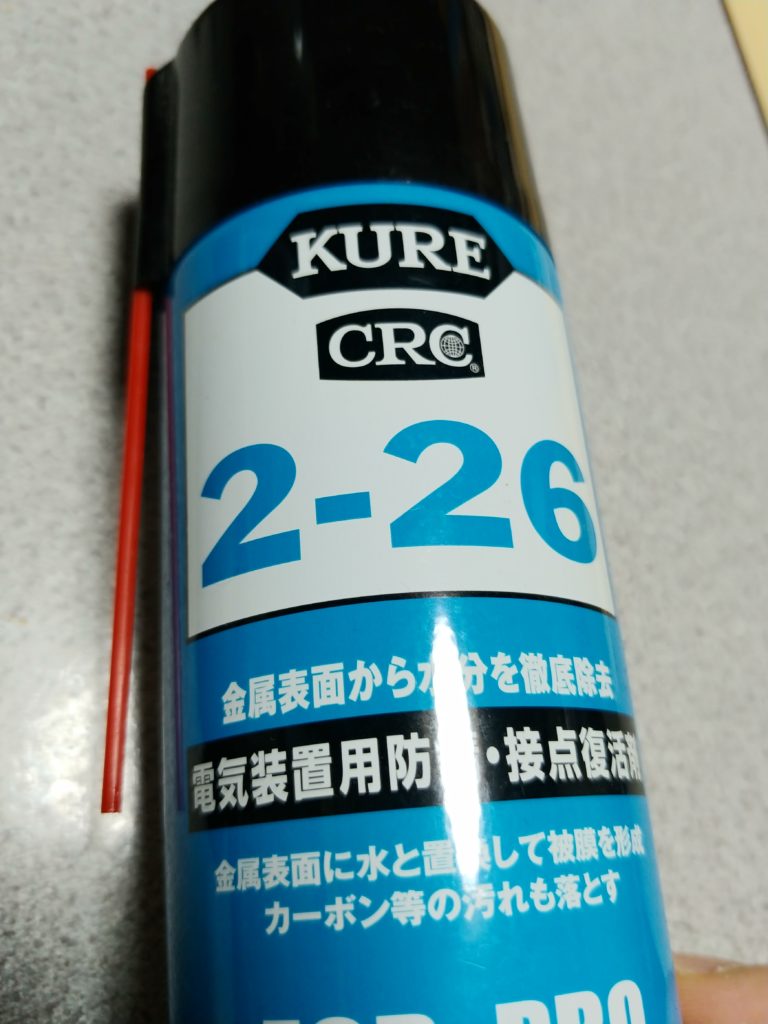 KURE
CRC®
2-26
金属表面から水分を徹底除去
電気装置用防・接点復活剤
金属表面に水と置換して被膜を形成
カーボン等の汚れも落とす